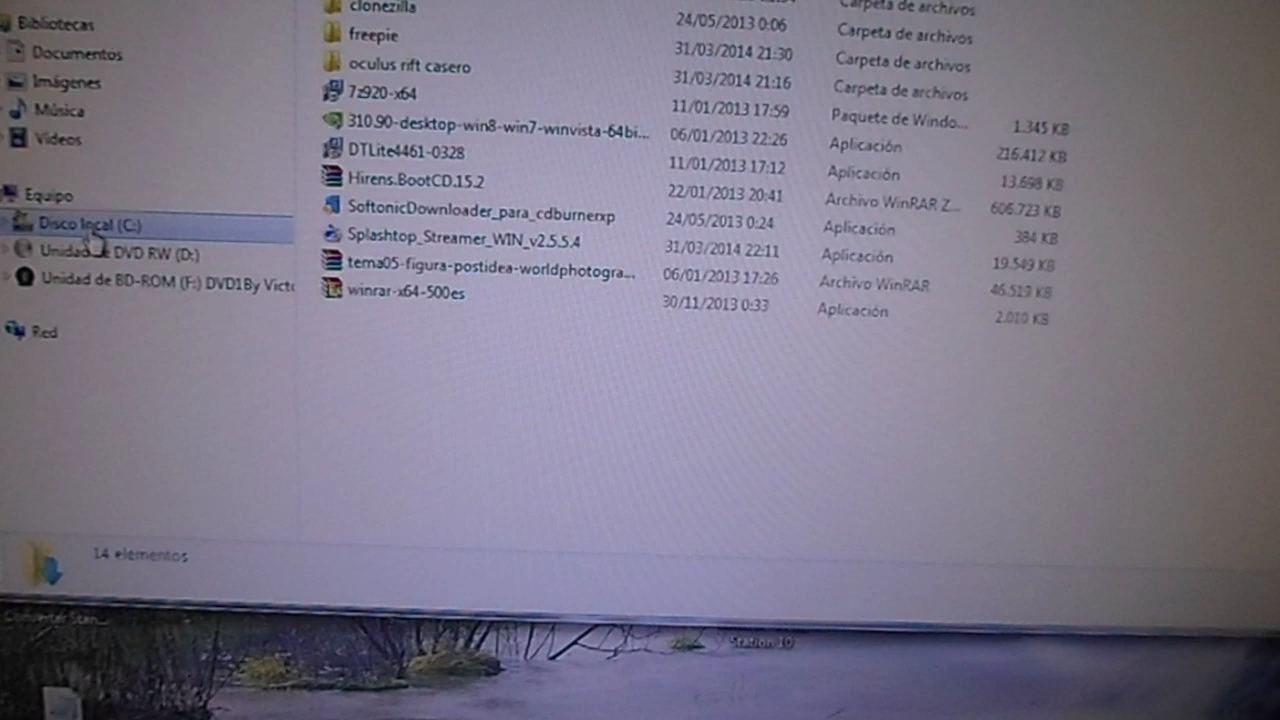 Bibliotecas
Documentos
Imágenes
Música
Vídeos
Equipo
Disco local (C:)
Unidad de DVD RW (D:)
Unidad de BD-ROM (F:) DVD1By Victo
Red
clonezilla 24/05/2013 0:06 Carpeta de archivos
freepie 31/03/2014 21:30 Carpeta de archivos
oculus rift casero 31/03/2014 21:16 Carpeta de archivos
7z920-x64 11/01/2013 17:59 Paquete de Windo... 1.345 KB
310.90-desktop-win8-win7-winvista-64bi... 06/01/2013 22:26 Aplicación 216.412 KB
DTLite4461-0328 11/01/2013 17:12 Aplicación 13.698 KB
Hirens.BootCD.15.2 22/01/2013 20:41 Archivo WinRAR Z... 606.723 KB
SoftonicDownloader_para_cdburnerxp 24/05/2013 0:24 Aplicación 384 KB
Splashtop_Streamer_WIN_v2.5.5.4 31/03/2014 22:11 Aplicación 19.549 KB
tema05-figura-postidea-worldphotogra... 06/01/2013 17:26 Archivo WinRAR 46.519 KB
winrar-x64-500es 30/11/2013 0:33 Aplicación 2.010 KB
Carpeta de archivos
14 elementos
Station 10